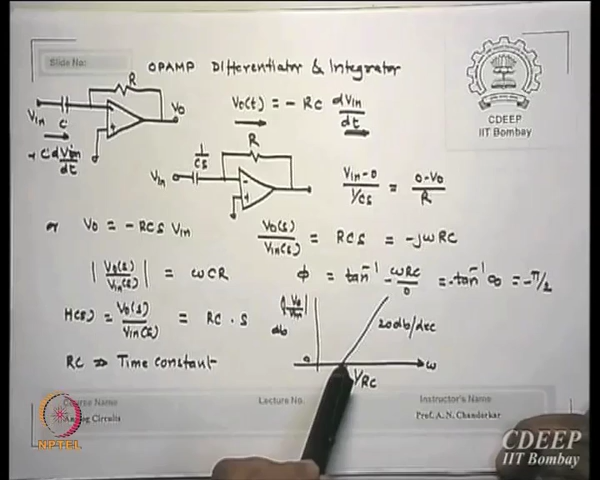 Slide No:
OPAMP Differentiator & Integrator
CDEEP
IIT Bombay
R
Vin
C
Vo
C dVin/dt
Vo(t) = - RC dVin/dt
1/CS
R
Vin
Vin-0 / 1/CS = 0-Vo / R
Vo = -RCS Vin
Vo(s)/Vin(s) = RCS = -jωRC
|Vo(s)/Vin(s)| = ωCR
φ = tan⁻¹ -ωRC/0 = -tan⁻¹ ∞ = -π/2
H(s) = Vo(s)/Vin(s) = RC · S
|Vo/Vin| db
20db/dec
0
ω
1/RC
RC ⇒ Time constant
Course Name
Analog Circuits
Lecture No.
Instructor's Name
Prof. A. N. Chandorkar
NPTEL
CDEEP
IIT Bombay